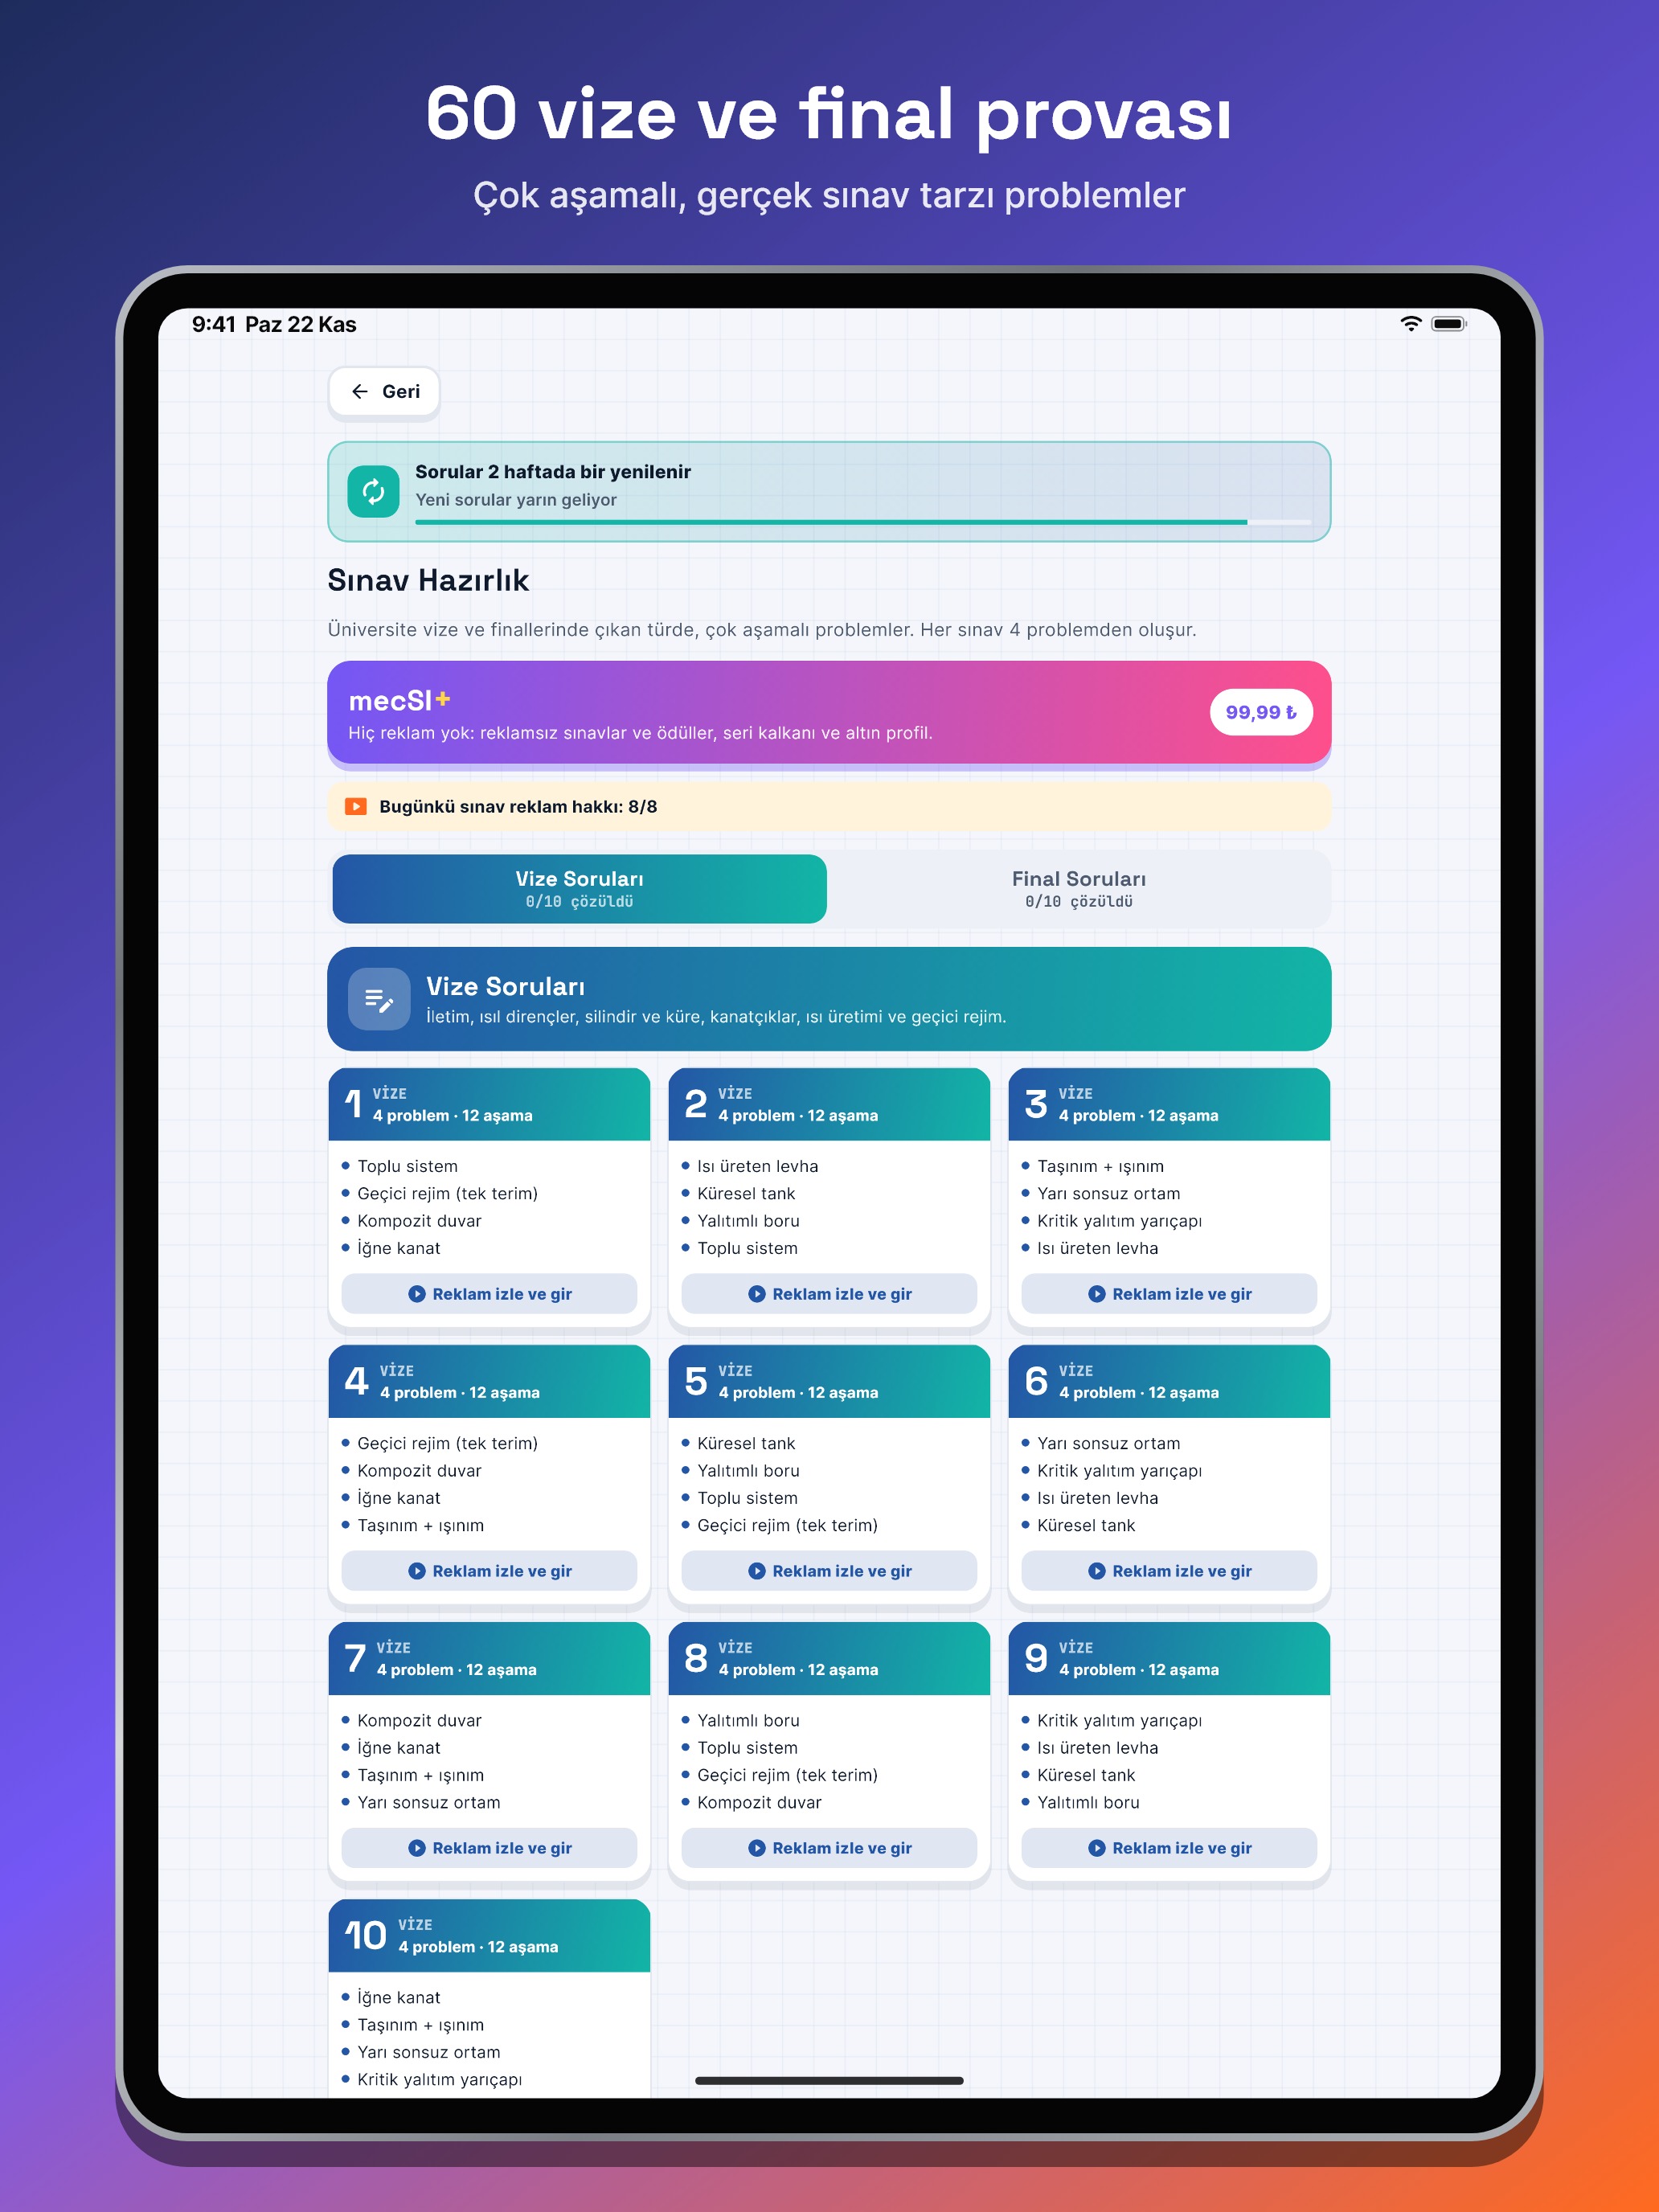 60 vize ve final provası
Çok aşamalı, gerçek sınav tarzı problemler
9:41 Paz 22 Kas
Geri
Sorular 2 haftada bir yenilenir
Yeni sorular yarın geliyor
Sınav Hazırlık
Üniversite vize ve finallerinde çıkan türde, çok aşamalı problemler. Her sınav 4 problemden oluşur.
mecSI+
Hiç reklam yok: reklamsız sınavlar ve ödüller, seri kalkanı ve altın profil.
99,99 ₺
Bugünkü sınav reklam hakkı: 8/8
Vize Soruları
0/10 çözüldü
Final Soruları
0/10 çözüldü
Vize Soruları
İletim, ısıl dirençler, silindir ve küre, kanatçıklar, ısı üretimi ve geçici rejim.
1 VİZE
4 problem · 12 aşama
Toplu sistem
Geçici rejim (tek terim)
Kompozit duvar
İğne kanat
Reklam izle ve gir
2 VİZE
4 problem · 12 aşama
Isı üreten levha
Küresel tank
Yalıtımlı boru
Toplu sistem
Reklam izle ve gir
3 VİZE
4 problem · 12 aşama
Taşınım + ışınım
Yarı sonsuz ortam
Kritik yalıtım yarıçapı
Isı üreten levha
Reklam izle ve gir
4 VİZE
4 problem · 12 aşama
Geçici rejim (tek terim)
Kompozit duvar
İğne kanat
Taşınım + ışınım
Reklam izle ve gir
5 VİZE
4 problem · 12 aşama
Küresel tank
Yalıtımlı boru
Toplu sistem
Geçici rejim (tek terim)
Reklam izle ve gir
6 VİZE
4 problem · 12 aşama
Yarı sonsuz ortam
Kritik yalıtım yarıçapı
Isı üreten levha
Küresel tank
Reklam izle ve gir
7 VİZE
4 problem · 12 aşama
Kompozit duvar
İğne kanat
Taşınım + ışınım
Yarı sonsuz ortam
Reklam izle ve gir
8 VİZE
4 problem · 12 aşama
Yalıtımlı boru
Toplu sistem
Geçici rejim (tek terim)
Kompozit duvar
Reklam izle ve gir
9 VİZE
4 problem · 12 aşama
Kritik yalıtım yarıçapı
Isı üreten levha
Küresel tank
Yalıtımlı boru
Reklam izle ve gir
10 VİZE
4 problem · 12 aşama
İğne kanat
Taşınım + ışınım
Yarı sonsuz ortam
Kritik yalıtım yarıçapı